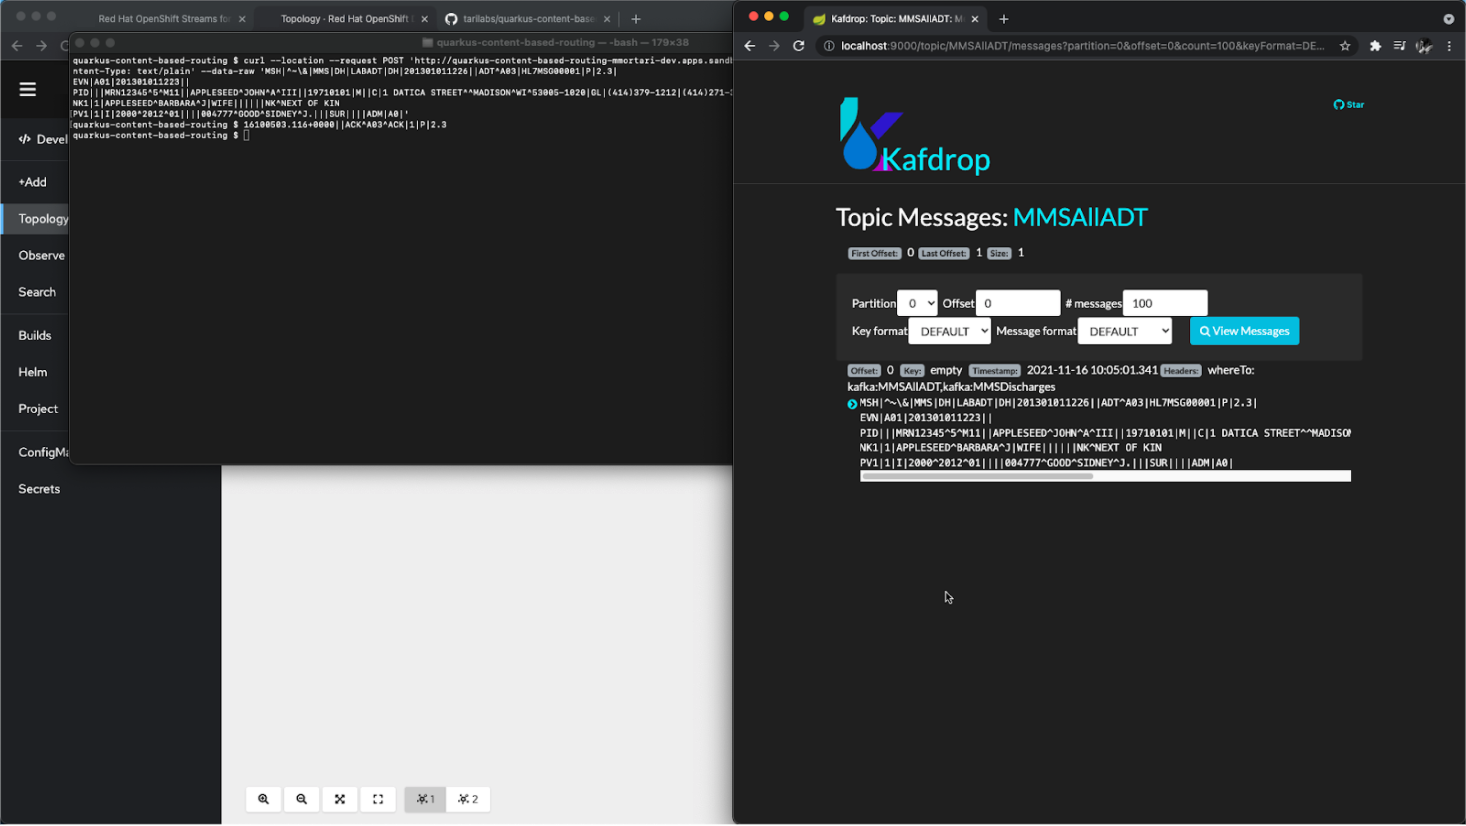 Red Hat OpenShift Streams for
Topology - Red Hat OpenShift
tarilabs/quarkus-content-base
quarkus-content-based-routing — -bash — 179×38
quarkus-content-based-routing $ curl --location --request POST 'http://quarkus-content-based-routing-mmortari-dev.apps.sandb
ntent-Type: text/plain' --data-raw 'MSH|^~\&|MMS|DH|LABADT|DH|201301011226||ADT^A03|HL7MSG00001|P|2.3|
EVN|A01|201301011223||
PID|||MRN12345^5^M11||APPLESEED^JOHN^A^III||19710101|M||C|1 DATICA STREET^^MADISON^WI^53005-1020|GL|(414)379-1212|(414)271-3
NK1|1|APPLESEED^BARBARA^J|WIFE||||||NK^NEXT OF KIN
PV1|1|I|2000^2012^01||||004777^GOOD^SIDNEY^J.|||SUR||||ADM|A0|'
quarkus-content-based-routing $ 16100503.116+0000||ACK^A03^ACK|1|P|2.3
quarkus-content-based-routing $
</> Devel
+Add
Topology
Observe
Search
Builds
Helm
Project
ConfigMa
Secrets
1
2
Kafdrop: Topic: MMSAllADT: M
localhost:9000/topic/MMSAllADT/messages?partition=0&offset=0&count=100&keyFormat=DE...
Star
Kafdrop
Topic Messages: MMSAllADT
First Offset: 0 Last Offset: 1 Size: 1
Partition 0 Offset 0 # messages 100
Key format DEFAULT Message format DEFAULT View Messages
Offset: 0 Key: empty Timestamp: 2021-11-16 10:05:01.341 Headers: whereTo:
kafka:MMSAllADT,kafka:MMSDischarges
MSH|^~\&|MMS|DH|LABADT|DH|201301011226||ADT^A03|HL7MSG00001|P|2.3|
EVN|A01|201301011223||
PID|||MRN12345^5^M11||APPLESEED^JOHN^A^III||19710101|M||C|1 DATICA STREET^^MADISON
NK1|1|APPLESEED^BARBARA^J|WIFE||||||NK^NEXT OF KIN
PV1|1|I|2000^2012^01||||004777^GOOD^SIDNEY^J.|||SUR||||ADM|A0|